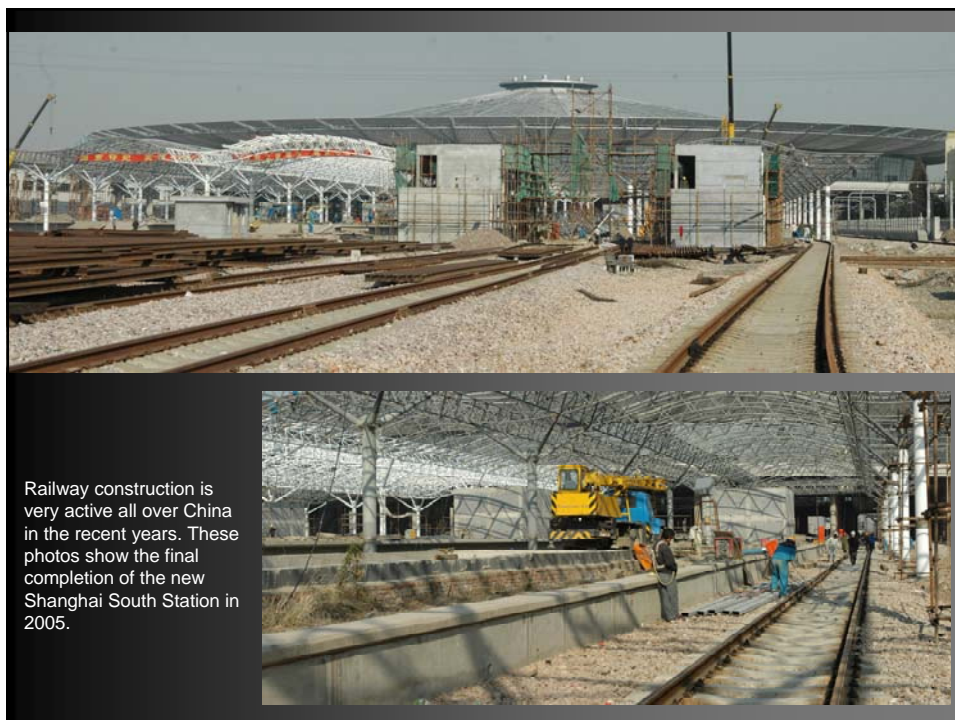 Railway construction is
very active all over China
in the recent years. These
photos show the final
completion of the new
Shanghai South Station in
2005.